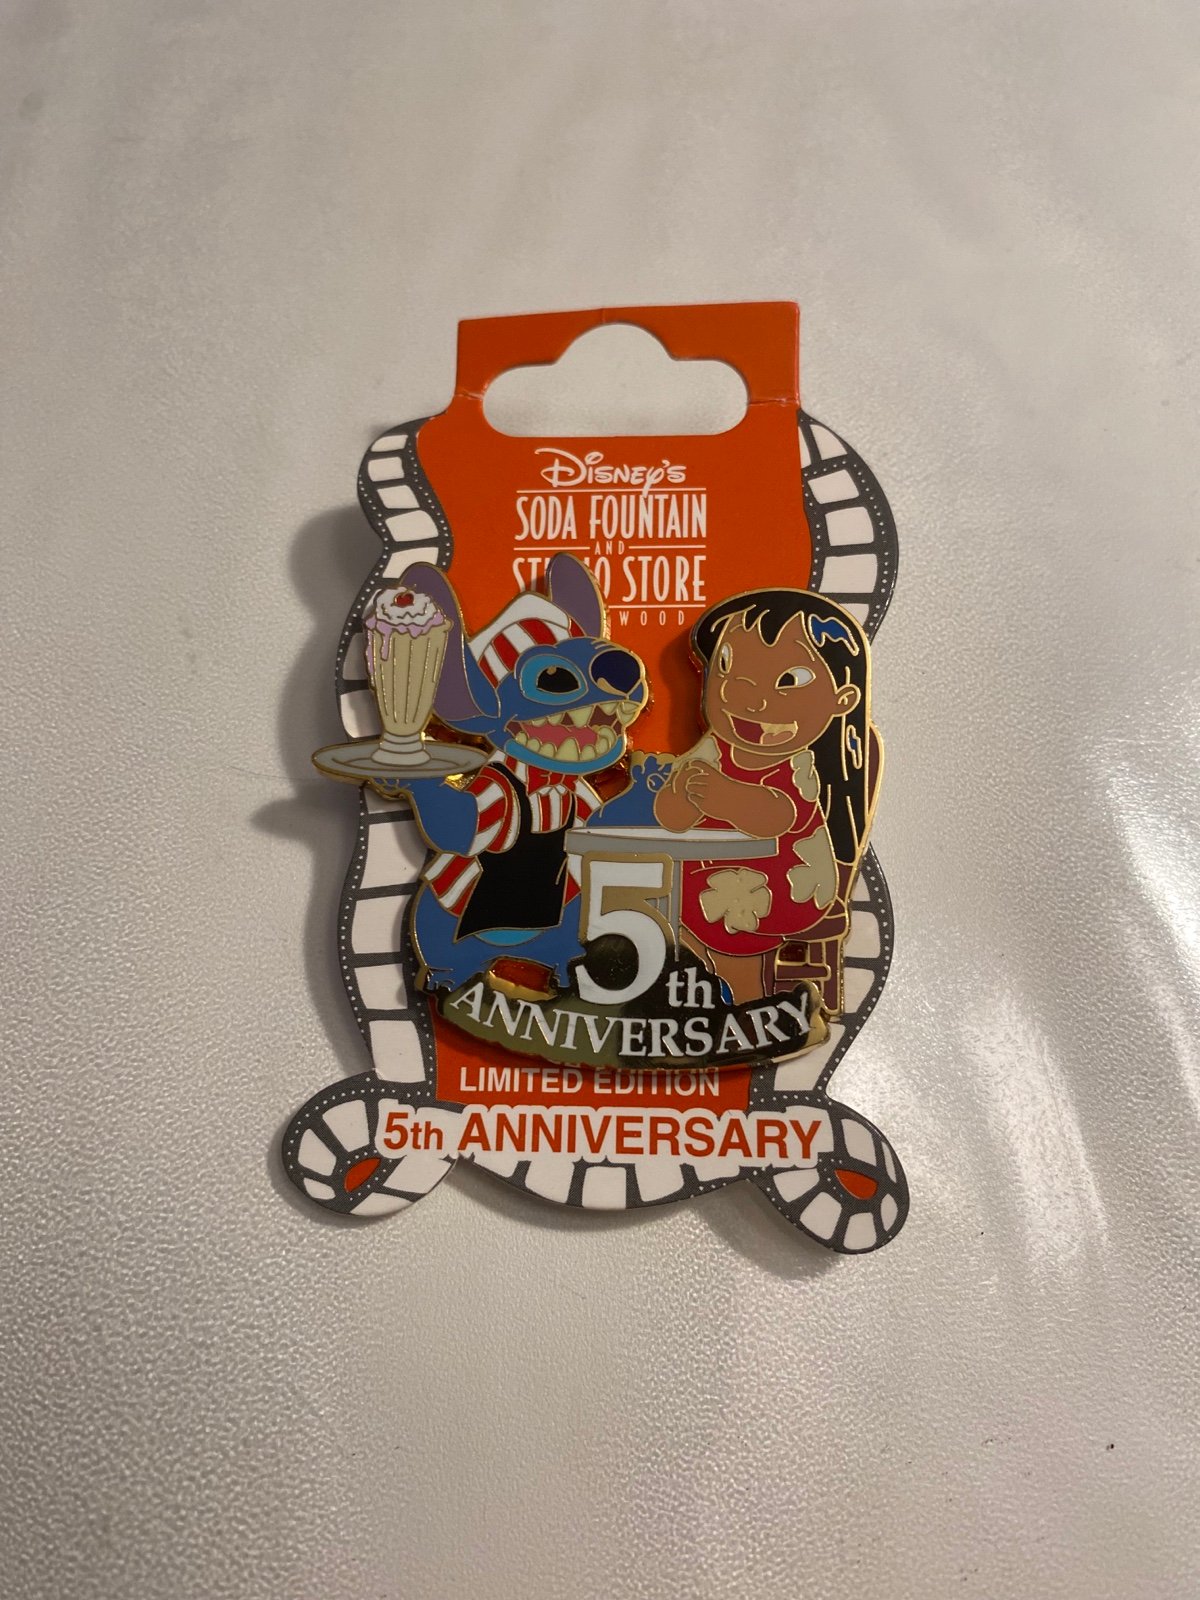 Disney's
SODA FOUNTAIN
AND
STORE
5th
ANNIVERSARY
LIMITED EDITION
5th ANNIVERSARY